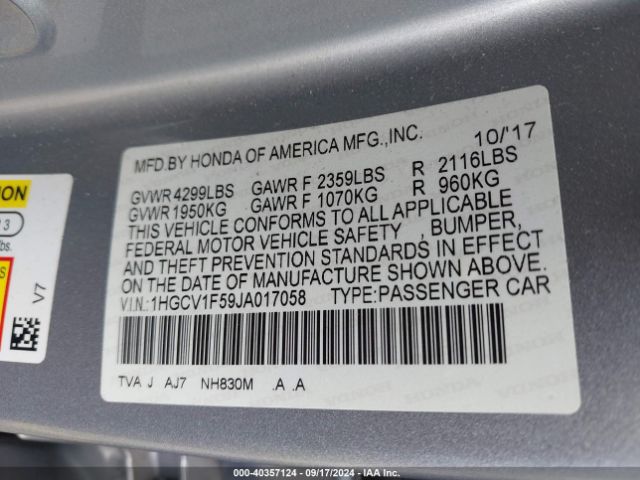 MFD.BY HONDA OF AMERICA MFG.,INC. 10/'17
GVWR 4299LBS GAWR F 2359LBS R 2116LBS
GVWR 1950KG GAWR F 1070KG R 960KG
THIS VEHICLE CONFORMS TO ALL APPLICABLE
FEDERAL MOTOR VEHICLE SAFETY , BUMPER,
AND THEFT PREVENTION STANDARDS IN EFFECT
ON THE DATE OF MANUFACTURE SHOWN ABOVE.
V.I.N.: 1HGCV1F59JA017058 TYPE:PASSENGER CAR
TVA J AJ7 NH830M .A .A
V7
40357124 - 09/17/2024 - IAA Inc.